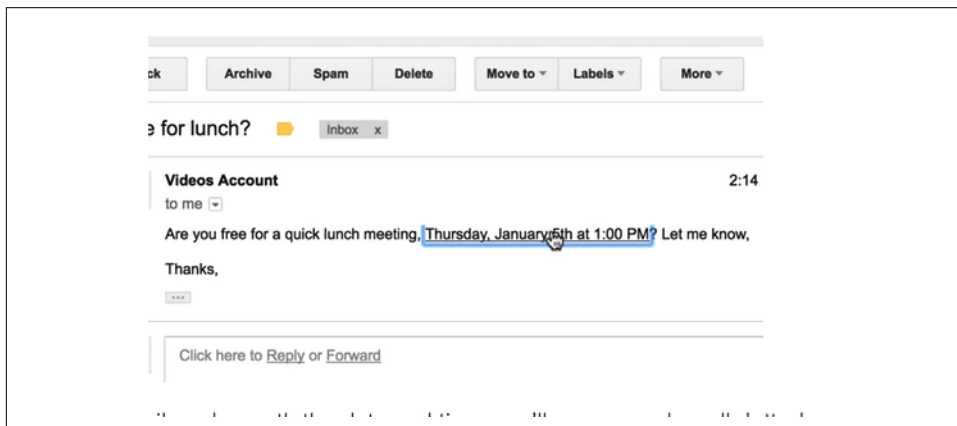 ck Archive Spam Delete Move to Labels More
e for lunch? Inbox x
Videos Account 2:14
to me
Are you free for a quick lunch meeting, Thursday, January 5th at 1:00 PM? Let me know,
Thanks,
Click here to Reply or Forward